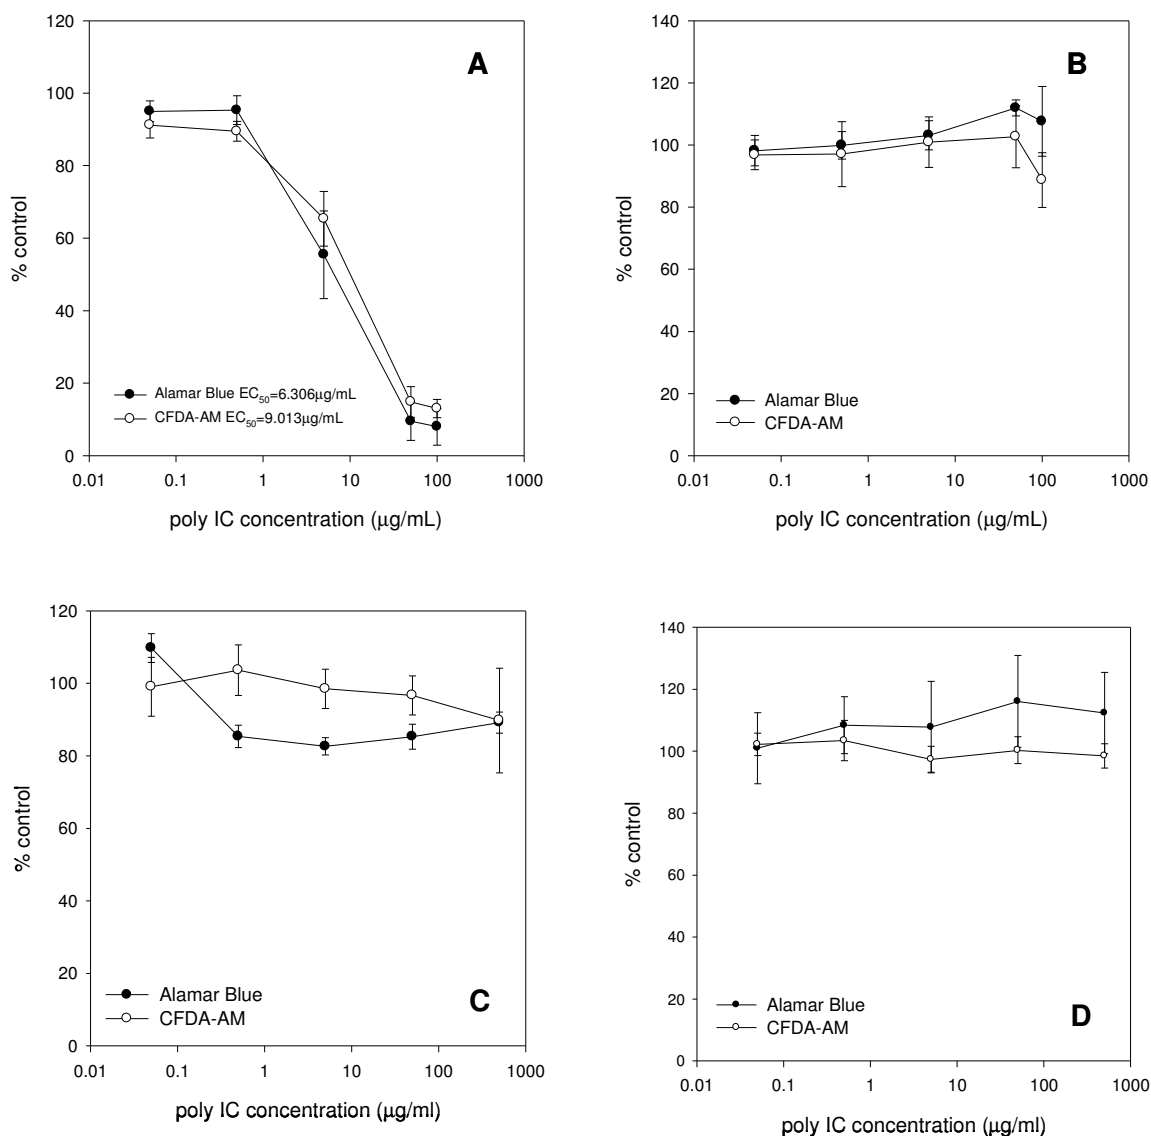 A
120
100
80
60
40
20
0
% control
Alamar Blue EC50=6.306μg/mL
CFDA-AM EC50=9.013μg/mL
0.01 0.1 1 10 100 1000
poly IC concentration (μg/mL)
B
140
120
100
80
60
40
20
0
% control
Alamar Blue
CFDA-AM
0.01 0.1 1 10 100 1000
poly IC concentration (μg/mL)
120
100
80
60
40
20
0
% control
Alamar Blue
CFDA-AM
C
0.01 0.1 1 10 100 1000
poly IC concentration (μg/ml)
140
120
100
80
60
40
20
0
% control
Alamar Blue
CFDA-AM
D
0.01 0.1 1 10 100 1000
poly IC concentration (μg/ml)